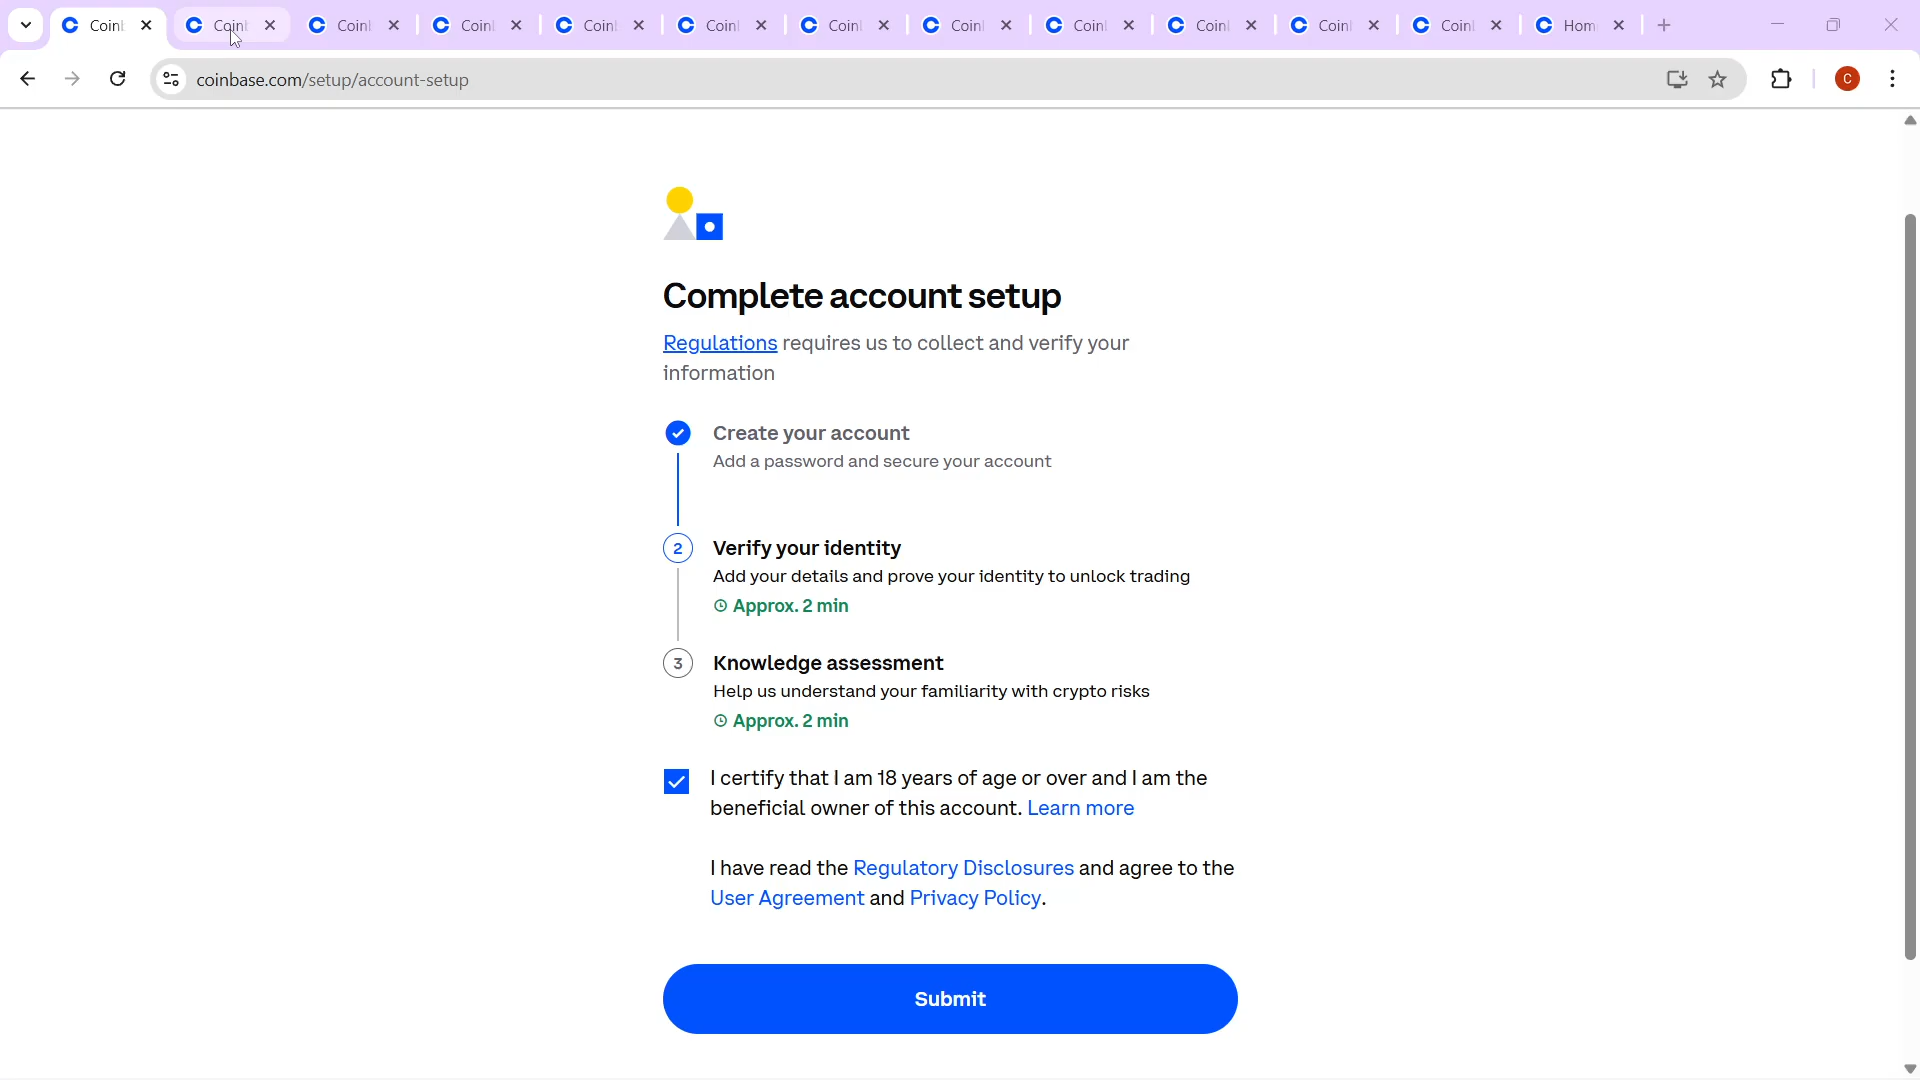 Coin
Coin
Coin
Coin
Coin
Coin
Coin
Coin
Coin
Coin
Coin
Coin
Hom
coinbase.com/setup/account-setup
C
Complete account setup
Regulations requires us to collect and verify your
information
Create your account
Add a password and secure your account
2
Verify your identity
Add your details and prove your identity to unlock trading
Approx. 2 min
3
Knowledge assessment
Help us understand your familiarity with crypto risks
Approx. 2 min
I certify that I am 18 years of age or over and I am the
beneficial owner of this account. Learn more
I have read the Regulatory Disclosures and agree to the
User Agreement and Privacy Policy.
Submit